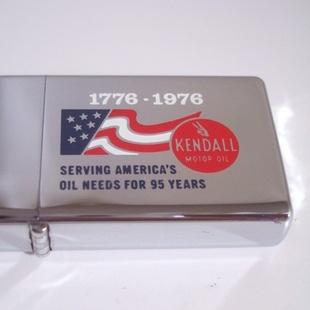 1776 - 1976
KENDALL
MOTOR OIL
SERVING AMERICA'S
OIL NEEDS FOR 95 YEARS